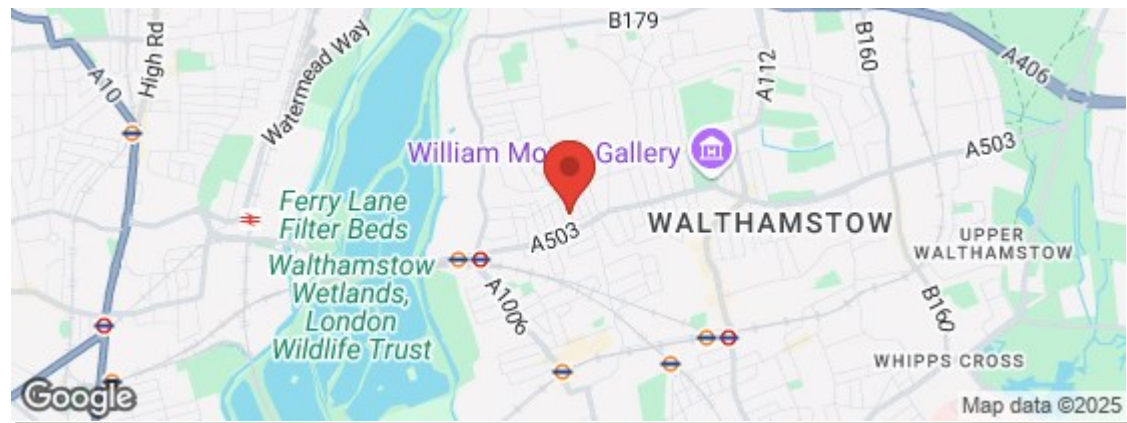 B179
High Rd
A10
Watermead Way
A112
B160
A406
William Mo
Gallery
A503
Ferry Lane
Filter Beds
A503
WALTHAMSTOW
UPPER
WALTHAMSTOW
Walthamstow
Wetlands,
London
Wildlife Trust
A1006
B160
WHIPPS CROSS
Google
Map data ©2025